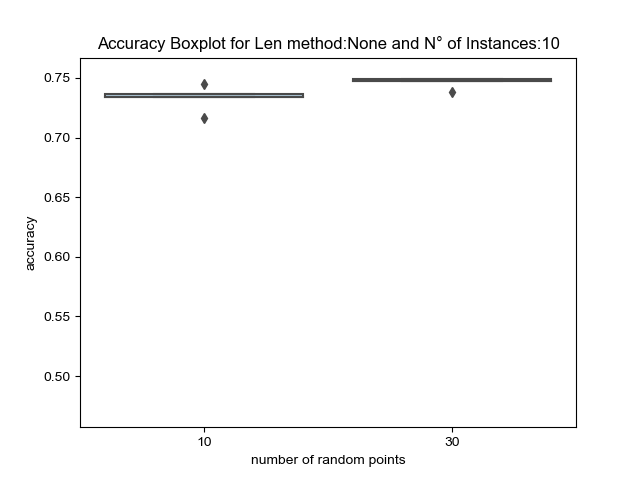 Accuracy Boxplot for Len method:None and N° of Instances:10
0.75
0.70
0.65
0.60
0.55
0.50
accuracy
10 30
number of random points